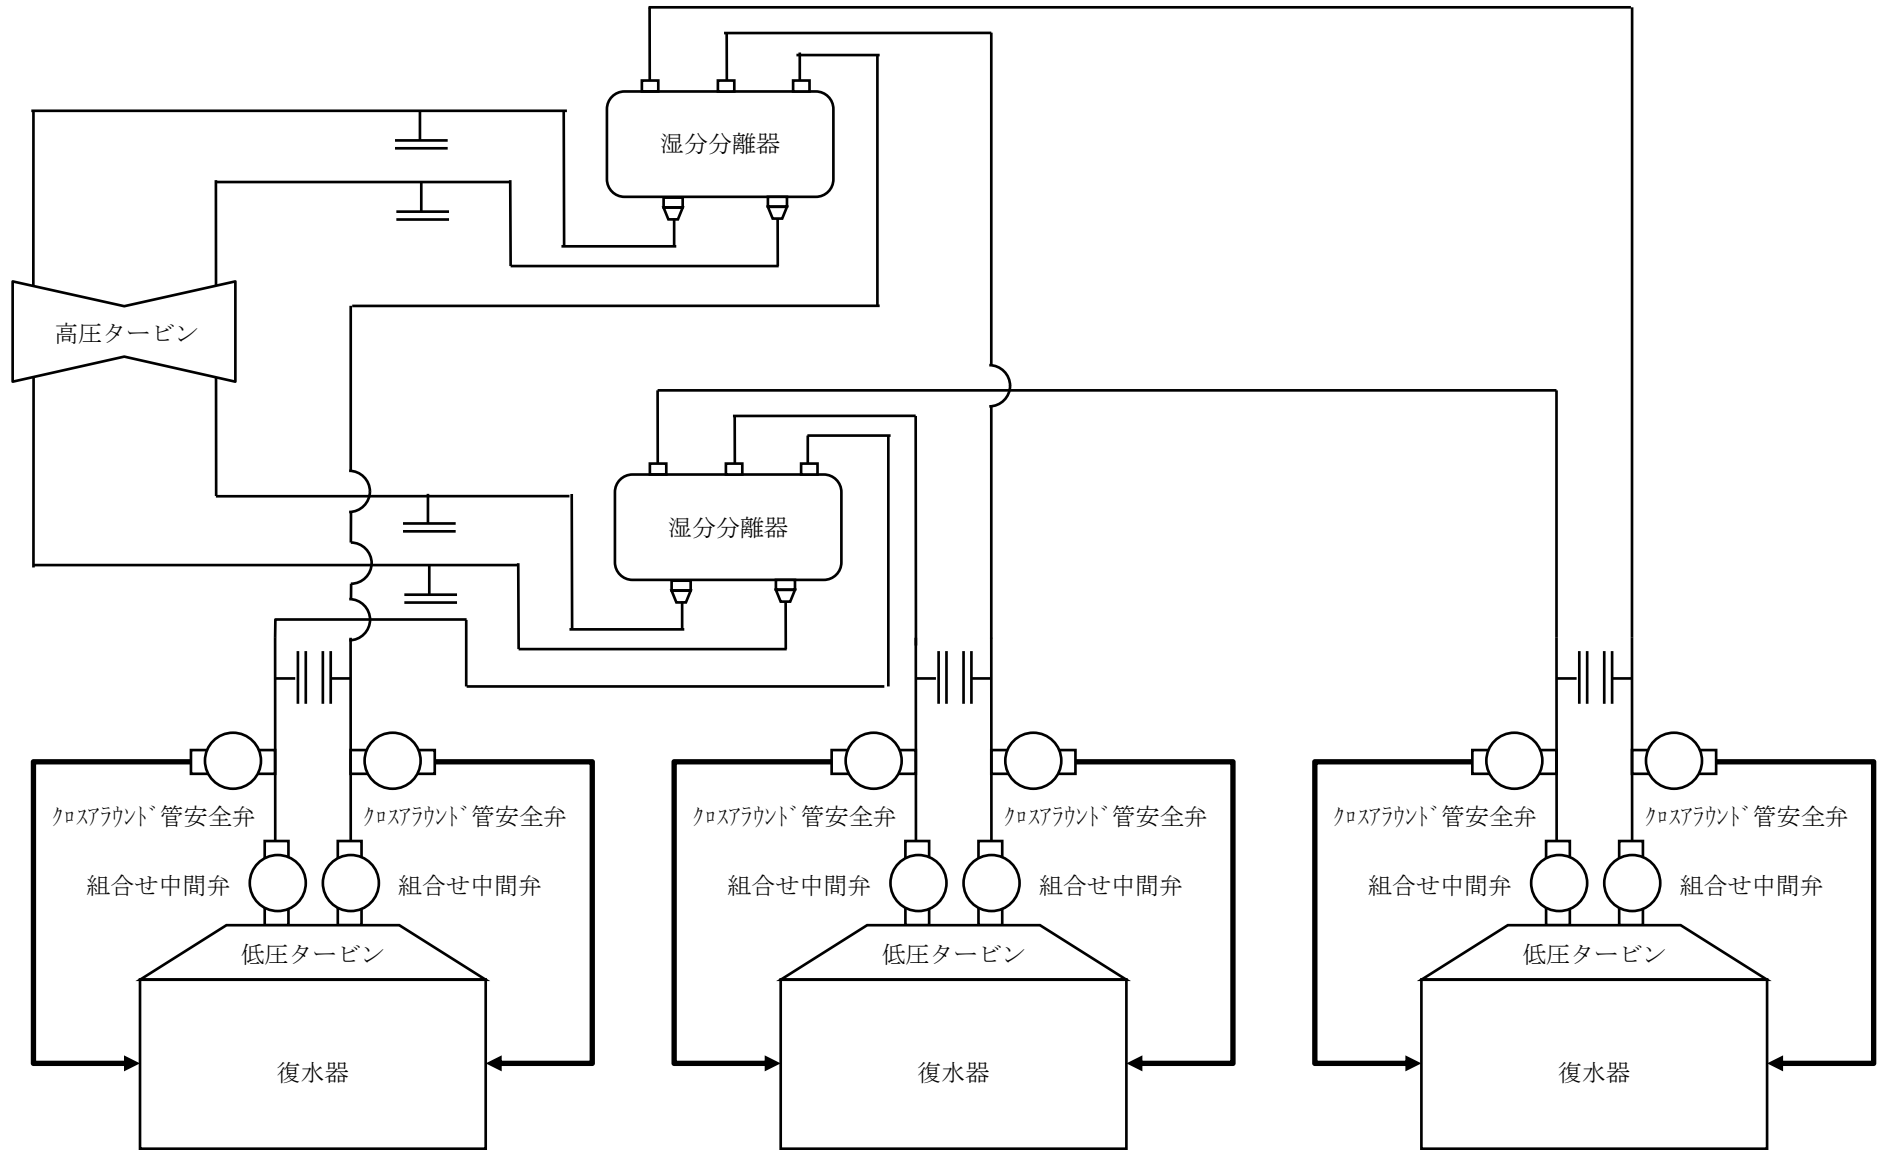 湿分分離器
高圧タービン
湿分分離器
ｸﾛｽｱﾗｳﾝﾄﾞ管安全弁
ｸﾛｽｱﾗｳﾝﾄﾞ管安全弁
ｸﾛｽｱﾗｳﾝﾄﾞ管安全弁
ｸﾛｽｱﾗｳﾝﾄﾞ管安全弁
ｸﾛｽｱﾗｳﾝﾄﾞ管安全弁
ｸﾛｽｱﾗｳﾝﾄﾞ管安全弁
組合せ中間弁
組合せ中間弁
組合せ中間弁
組合せ中間弁
組合せ中間弁
組合せ中間弁
低圧タービン
低圧タービン
低圧タービン
復水器
復水器
復水器